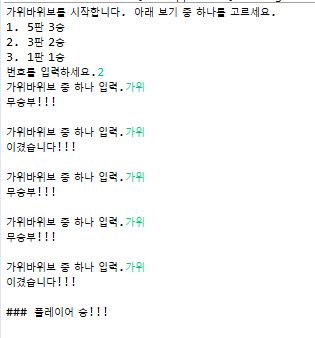 가위바위보를 시작합니다. 아래 보기 중 하나를 고르세요.
1. 5판 3승
2. 3판 2승
3. 1판 1승
번호를 입력하세요.2
가위바위보 중 하나 입력.가위
무승부!!!
가위바위보 중 하나 입력.가위
이겼습니다!!!
가위바위보 중 하나 입력.가위
무승부!!!
가위바위보 중 하나 입력.가위
무승부!!!
가위바위보 중 하나 입력.가위
이겼습니다!!!
### 플레이어 승!!!